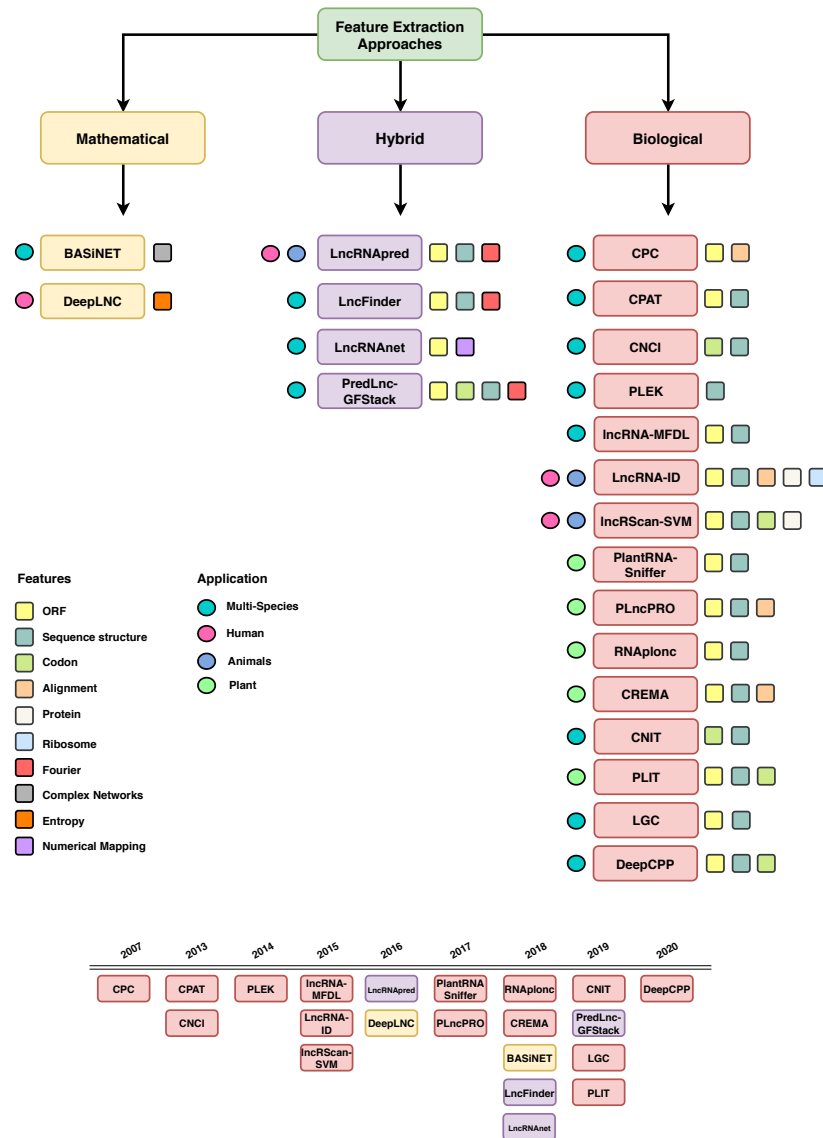 Feature Extraction
Approaches
Mathematical
Hybrid
Biological
BASiNET
DeepLNC
LncRNApred
LncFinder
LncRNAnet
PredLnc-
GFStack
CPC
CPAT
CNCI
PLEK
lncRNA-MFDL
LncRNA-ID
lncRScan-SVM
PlantRNA-
Sniffer
PLncPRO
RNAplonc
CREMA
CNIT
PLIT
LGC
DeepCPP
Features
ORF
Sequence structure
Codon
Alignment
Protein
Ribosome
Fourier
Complex Networks
Entropy
Numerical Mapping
Application
Multi-Species
Human
Animals
Plant
2007 2013 2014 2015 2016 2017 2018 2019 2020
CPC
CPAT
CNCI
PLEK
lncRNA-
MFDL
LncRNA-
ID
lncRScan-
SVM
LncRNApred
DeepLNC
PlantRNA
Sniffer
PLncPRO
RNAplonc
CREMA
BASiNET
LncFinder
LncRNAnet
CNIT
PredLnc-
GFStack
LGC
PLIT
DeepCPP